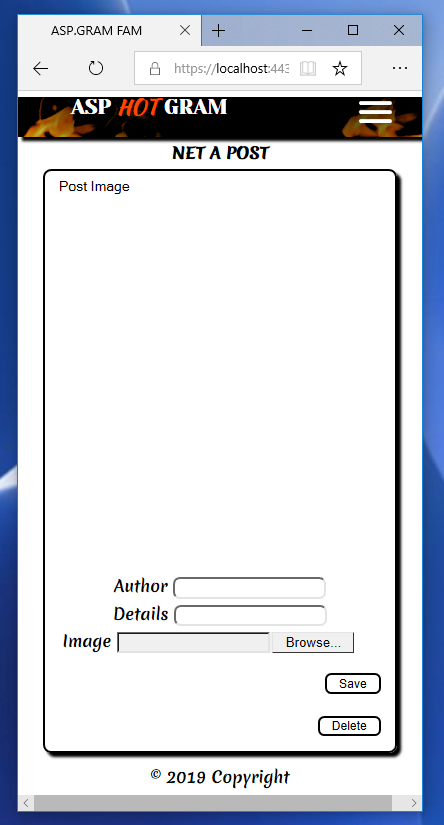 ASP.GRAM FAM
https://localhost:443
ASP HOT GRAM
NET A POST
Post Image
Author
Details
Image Browse...
Save
Delete
© 2019 Copyright